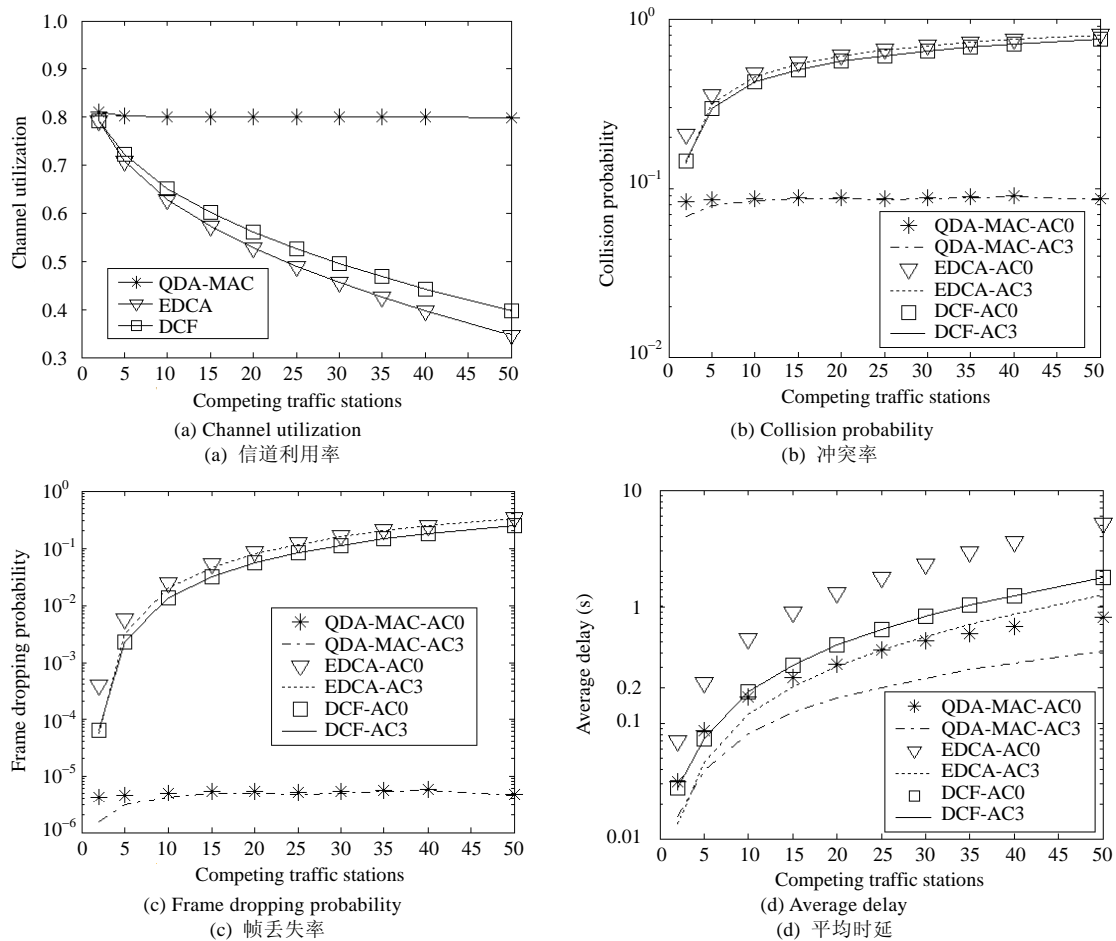 1.0
0.9
0.8
0.7
0.6
0.5
0.4
0.3
Channel utilization
QDA-MAC
EDCA
DCF
0 5 10 15 20 25 30 35 40 45 50
Competing traffic stations
(a) Channel utilization
(a) 信道利用率
10^0
10^-1
10^-2
Collision probability
QDA-MAC-AC0
QDA-MAC-AC3
EDCA-AC0
EDCA-AC3
DCF-AC0
DCF-AC3
0 5 10 15 20 25 30 35 40 45 50
Competing traffic stations
(b) Collision probability
(b) 冲突率
10^0
10^-1
10^-2
10^-3
10^-4
10^-5
10^-6
Frame dropping probability
QDA-MAC-AC0
QDA-MAC-AC3
EDCA-AC0
EDCA-AC3
DCF-AC0
DCF-AC3
0 5 10 15 20 25 30 35 40 45 50
Competing traffic stations
(c) Frame dropping probability
(c) 帧丢失率
10
1
0.2
0.1
0.01
Average delay (s)
QDA-MAC-AC0
QDA-MAC-AC3
EDCA-AC0
EDCA-AC3
DCF-AC0
DCF-AC3
0 5 10 15 20 25 30 35 40 45 50
Competing traffic stations
(d) Average delay
(d) 平均时延